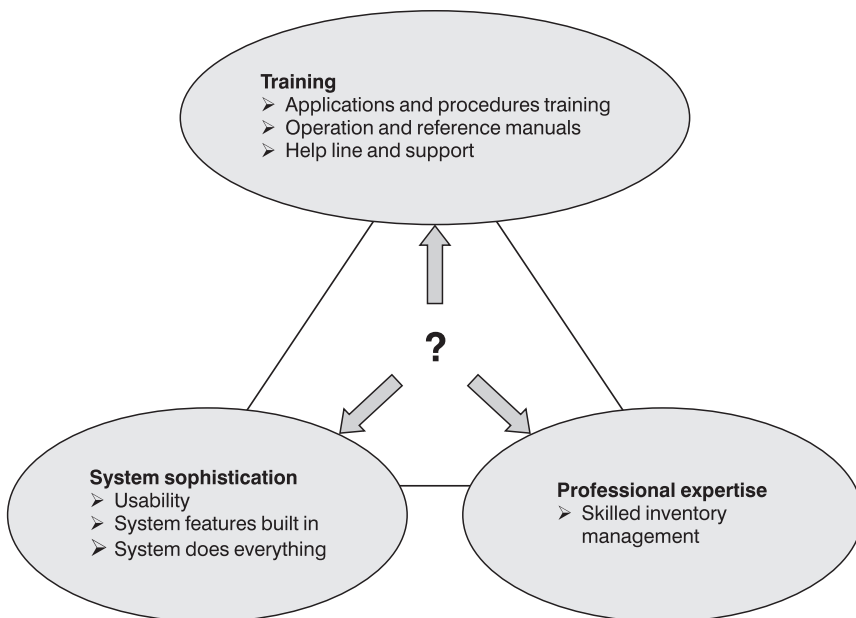 Training
➢ Applications and procedures training
➢ Operation and reference manuals
➢ Help line and support
?
System sophistication
➢ Usability
➢ System features built in
➢ System does everything
Professional expertise
➢ Skilled inventory
management